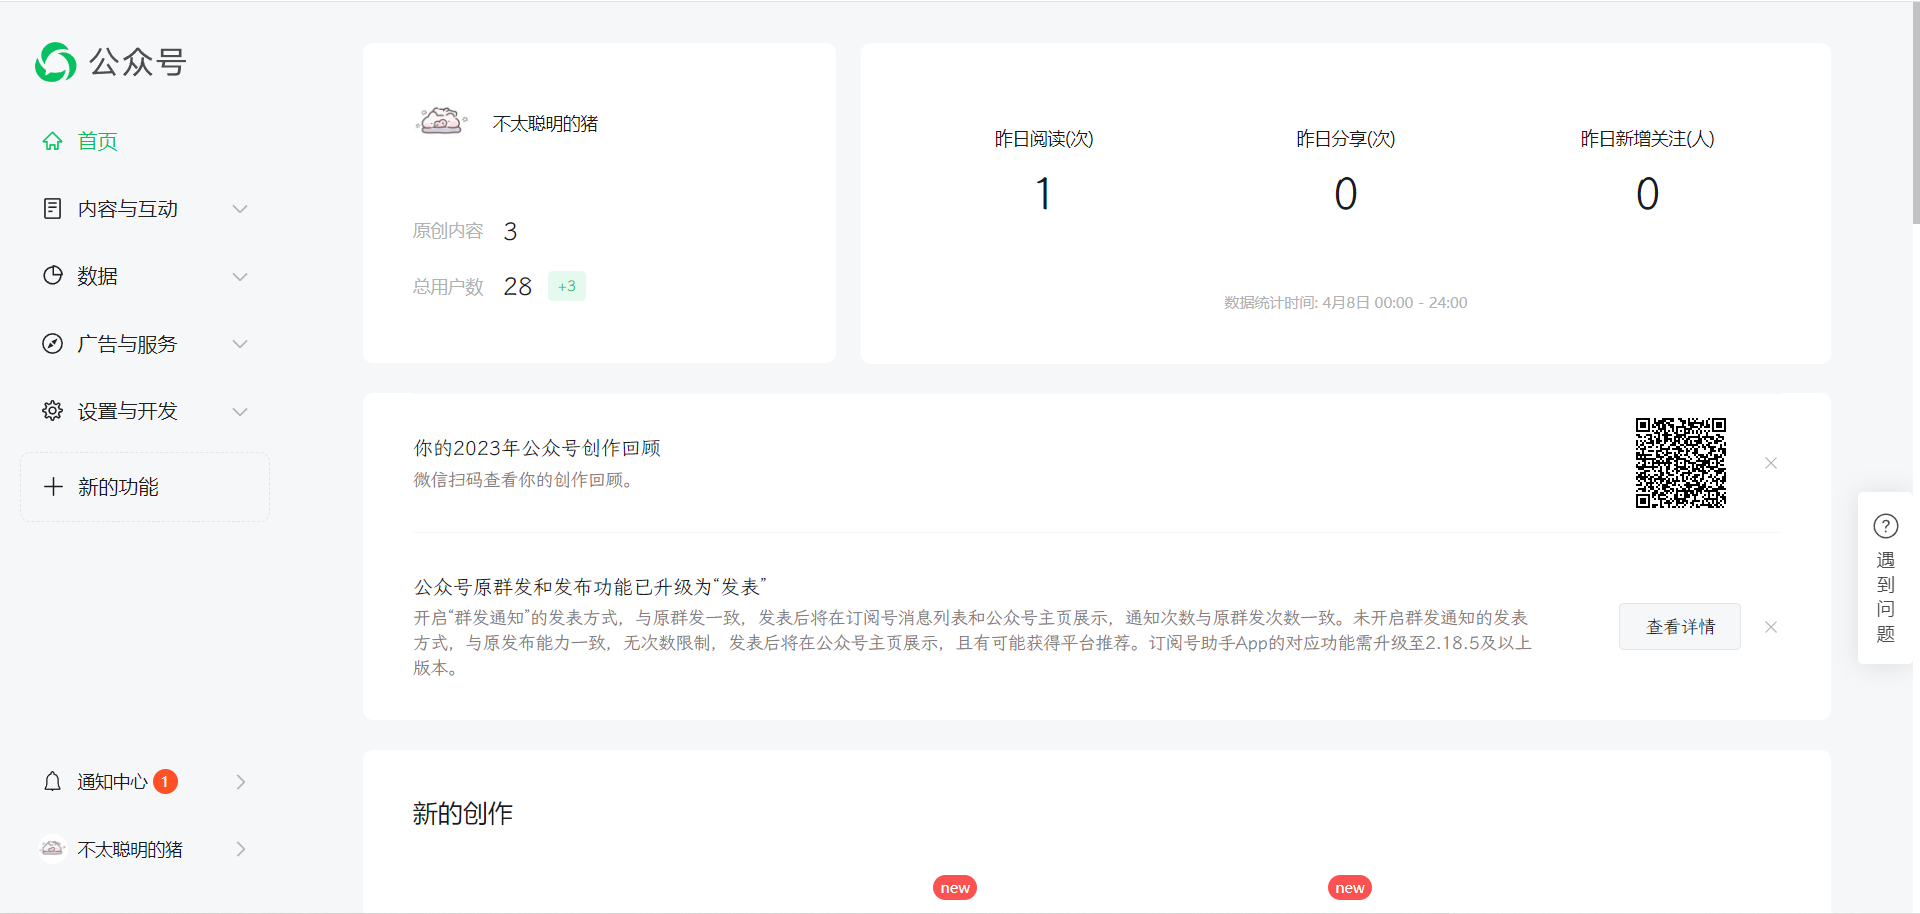 公众号
首页
内容与互动
数据
广告与服务
设置与开发
新的功能
通知中心 1
不太聪明的猪
不太聪明的猪
原创内容 3
总用户数 28 +3
昨日阅读(次) 昨日分享(次) 昨日新增关注(人)
1 0 0
数据统计时间: 4月8日 00:00 - 24:00
你的2023年公众号创作回顾
微信扫码查看你的创作回顾。
公众号原群发和发布功能已升级为“发表”
开启“群发通知”的发表方式，与原群发一致，发表后将在订阅号消息列表和公众号主页展示，通知次数与原群发次数一致。未开启群发通知的发表
方式，与原发布能力一致，无次数限制，发表后将在公众号主页展示，且有可能获得平台推荐。订阅号助手App的对应功能需升级至2.18.5及以上
版本。
查看详情
新的创作
new new
?
遇
到
问
题